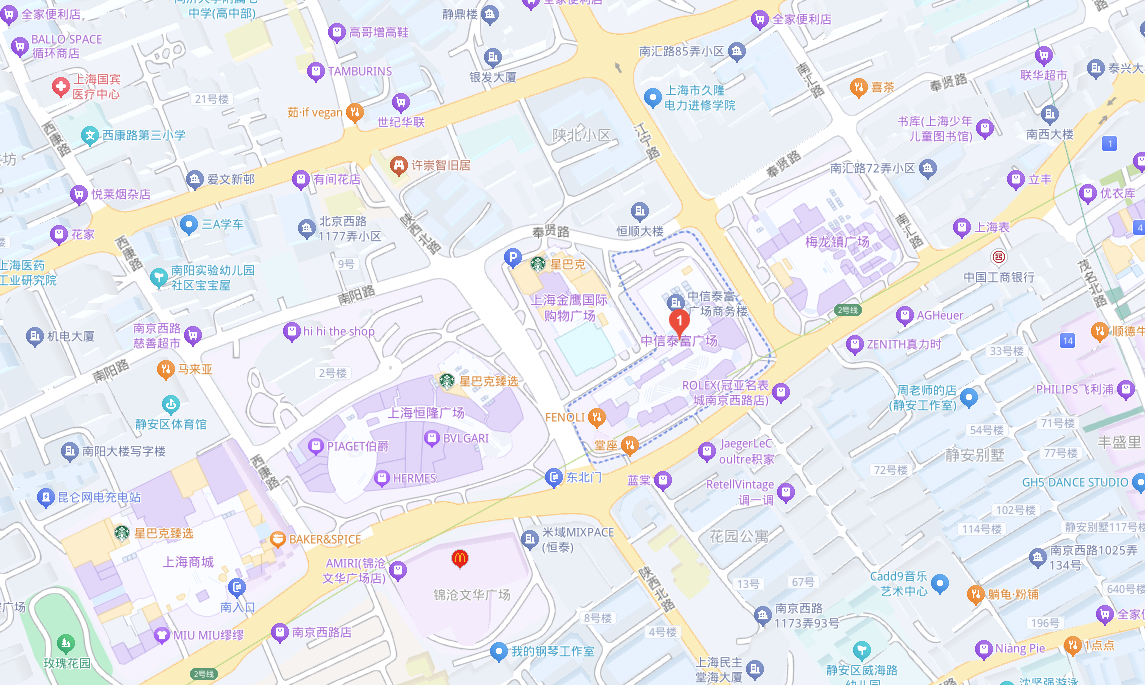 全家便利店
BALLO SPACE
循环商店
中学(高中部)
静鼎楼
高哥增高鞋
全家便利店
全家便利店
南汇路85弄小区
联华超市
奉贤路
泰兴大
银发大厦
TAMBURINS
上海国宾
医疗中心
21号楼
茹·if vegan
世纪华联
上海市久隆
电力进修学院
南汇路
喜茶
书库(上海少年
儿童图书馆)
南西大楼
1
西康路
西康路第三小学
陕北小区
江宁路
许崇智旧居
有间花店
爱文新邨
悦莱烟杂店
奉贤路
南汇路72弄小区
立丰
优衣库
花家
三A学车
北京西路
1177弄小区
陕西北路
恒顺大楼
奉贤路
梅龙镇广场
南汇路
上海表
4
西康路
9号
P
星巴克
上海医药
工业研究院
南阳实验幼儿园
社区宝宝屋
中国工商银行
茂名北路
南阳路
上海金鹰国际
购物广场
中信泰富
广场商务楼
1
中信泰富广场
2号线
AGHeuer
ZENITH真力时
14
顺德牛
机电大厦
南京西路
慈善超市
hi hi the shop
33号楼
南阳路
马来亚
2号楼
星巴克臻选
ROLEX(冠亚名表
城南京西路店)
周老师的店
(静安工作室)
PHILIPS飞利浦
静安区体育馆
上海恒隆广场
FENOLI
54号楼
71号楼
南阳大楼写字楼
PIAGET伯爵
BVLGARI
堂座
JaegerLeC
oultre积家
静安别墅
77号楼
丰盛里
西康路
HERMES
东北门
蓝棠
RetellVintage
调一调
72号楼
GH5 DANCE STUDIO
昆仑网电充电站
102号楼
星巴克臻选
BAKER&SPICE
米域MIXPACE
(恒泰)
花园公寓
114号楼
静安别墅117号
上海商城
AMIRI(锦沧
文华广场店)
南京西路1025弄
134号
南入口
锦沧文华广场
陕西北路
13号
67号
Cadd9音乐
艺术中心
躺龟·粉铺
640号楼
8号楼
南京西路
1173弄93号
196号
全家便
MIU MIU缪缪
南京西路店
4号楼
玫瑰花园
我的钢琴工作室
上海民主
堂海大厦
静安区威海路
幼儿园
Niang Pie
1点点
2号线
奉贤路
沈坚强游泳